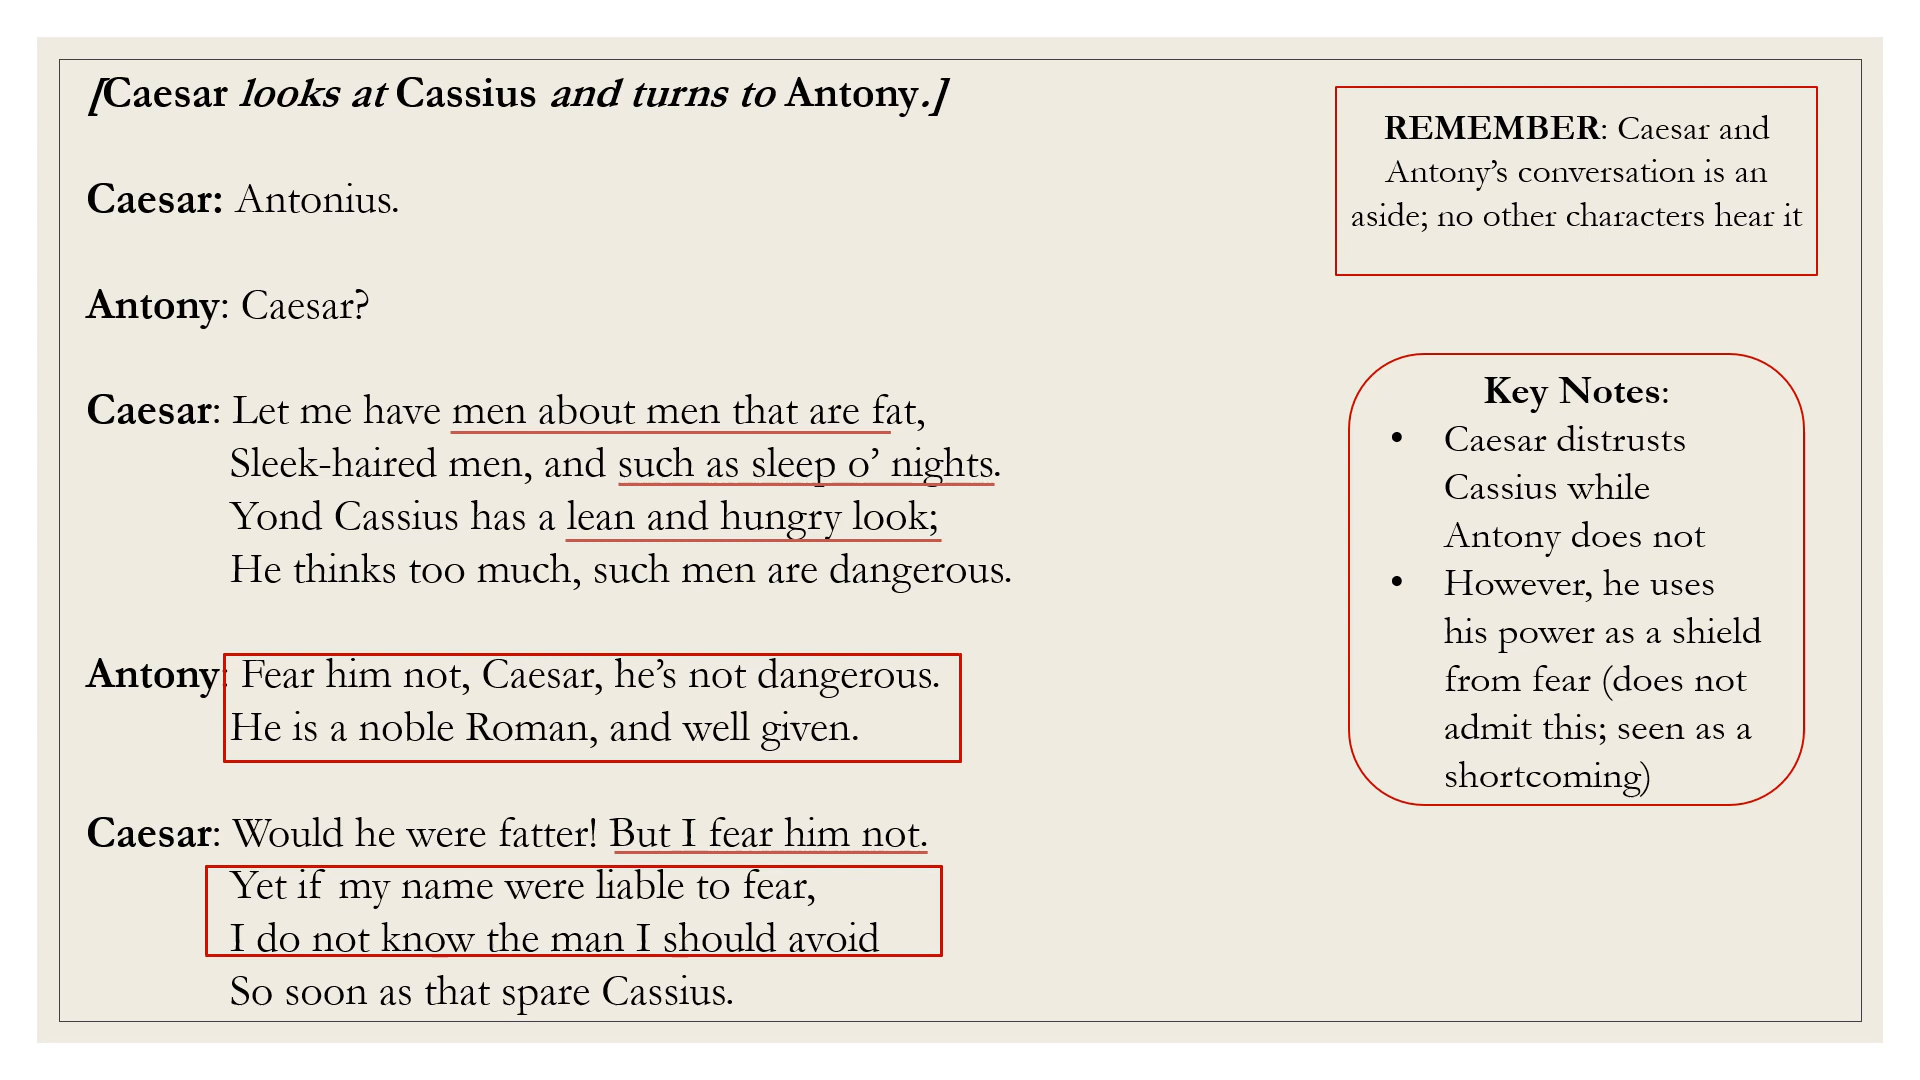 [Caesar looks at Cassius and turns to Antony.]
Caesar: Antonius.
Antony: Caesar?
Caesar: Let me have men about men that are fat,
Sleek-haired men, and such as sleep o’ nights.
Yond Cassius has a lean and hungry look;
He thinks too much, such men are dangerous.
Antony: Fear him not, Caesar, he’s not dangerous.
He is a noble Roman, and well given.
Caesar: Would he were fatter! But I fear him not.
Yet if my name were liable to fear,
I do not know the man I should avoid
So soon as that spare Cassius.
REMEMBER: Caesar and
Antony’s conversation is an
aside; no other characters hear it
Key Notes:
• Caesar distrusts
Cassius while
Antony does not
• However, he uses
his power as a shield
from fear (does not
admit this; seen as a
shortcoming)